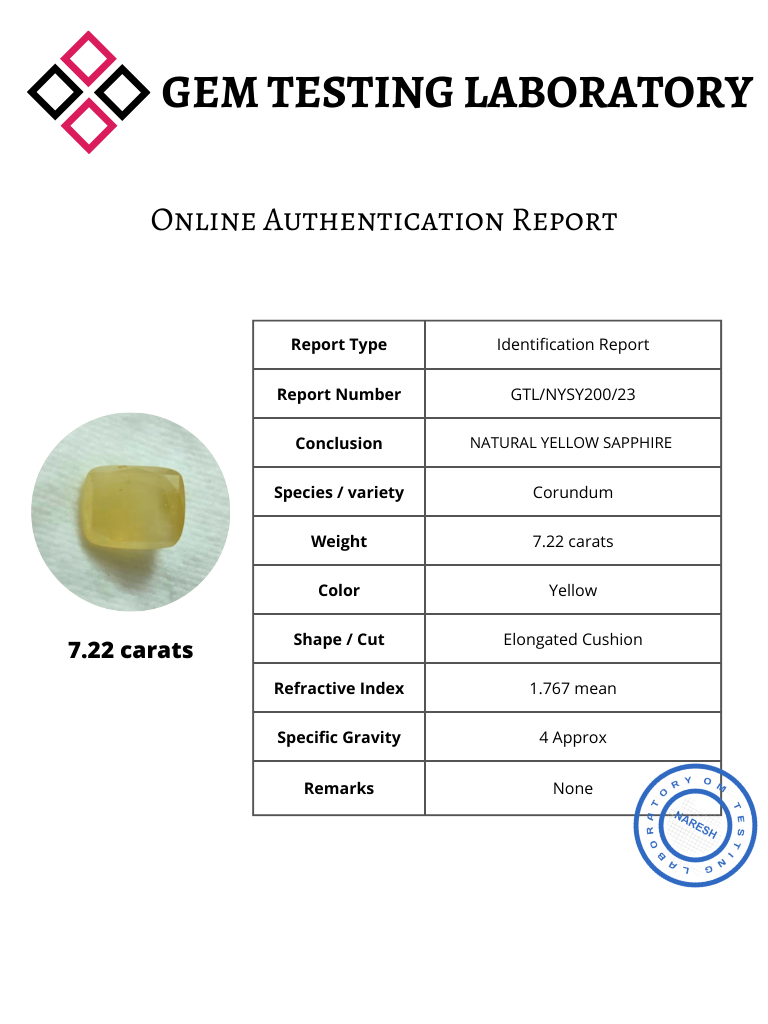 GEM TESTING LABORATORY
Online Authentication Report
Report Type Identification Report
Report Number GTL/NYSY200/23
Conclusion NATURAL YELLOW SAPPHIRE
Species / variety Corundum
Weight 7.22 carats
Color Yellow
Shape / Cut Elongated Cushion
Refractive Index 1.767 mean
Specific Gravity 4 Approx
Remarks None
7.22 carats
OM TESTING LABORATORY
NARESH